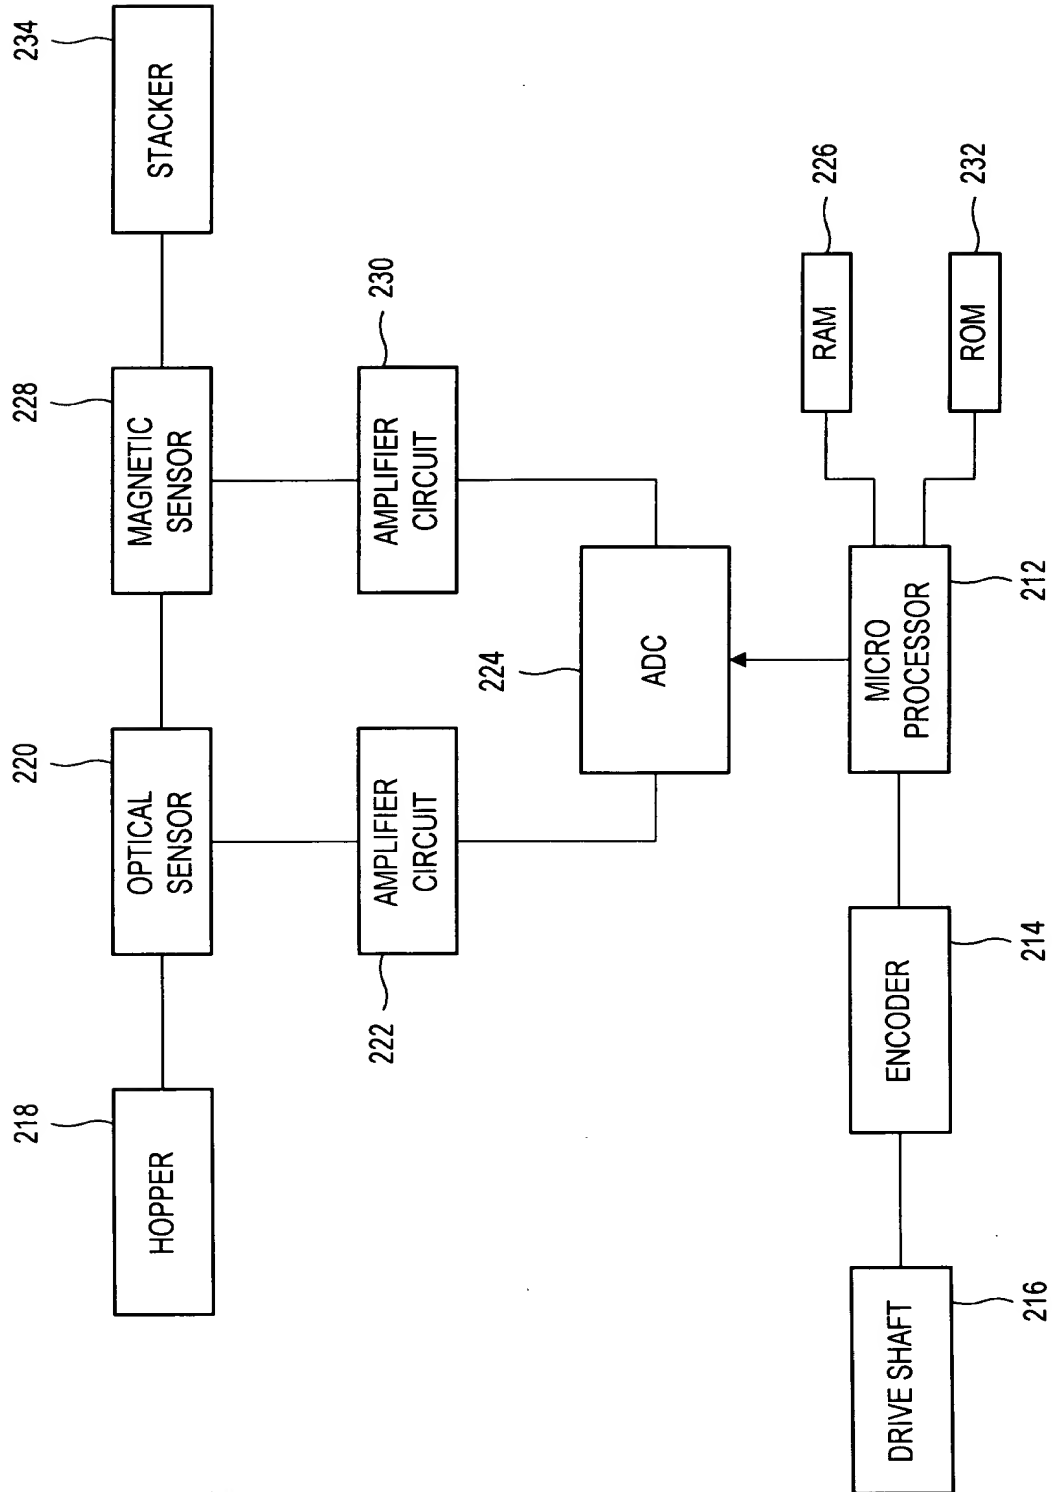 218
HOPPER
220
OPTICAL
SENSOR
228
MAGNETIC
SENSOR
234
STACKER
222
AMPLIFIER
CIRCUIT
230
AMPLIFIER
CIRCUIT
224
ADC
226
RAM
232
ROM
216
DRIVE SHAFT
214
ENCODER
212
MICRO
PROCESSOR